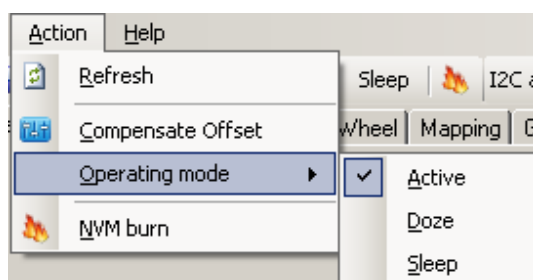 Action Help
Refresh
Sleep I2C
Compensate Offset
Wheel Mapping
Operating mode
Active
Doze
NVM burn
Sleep